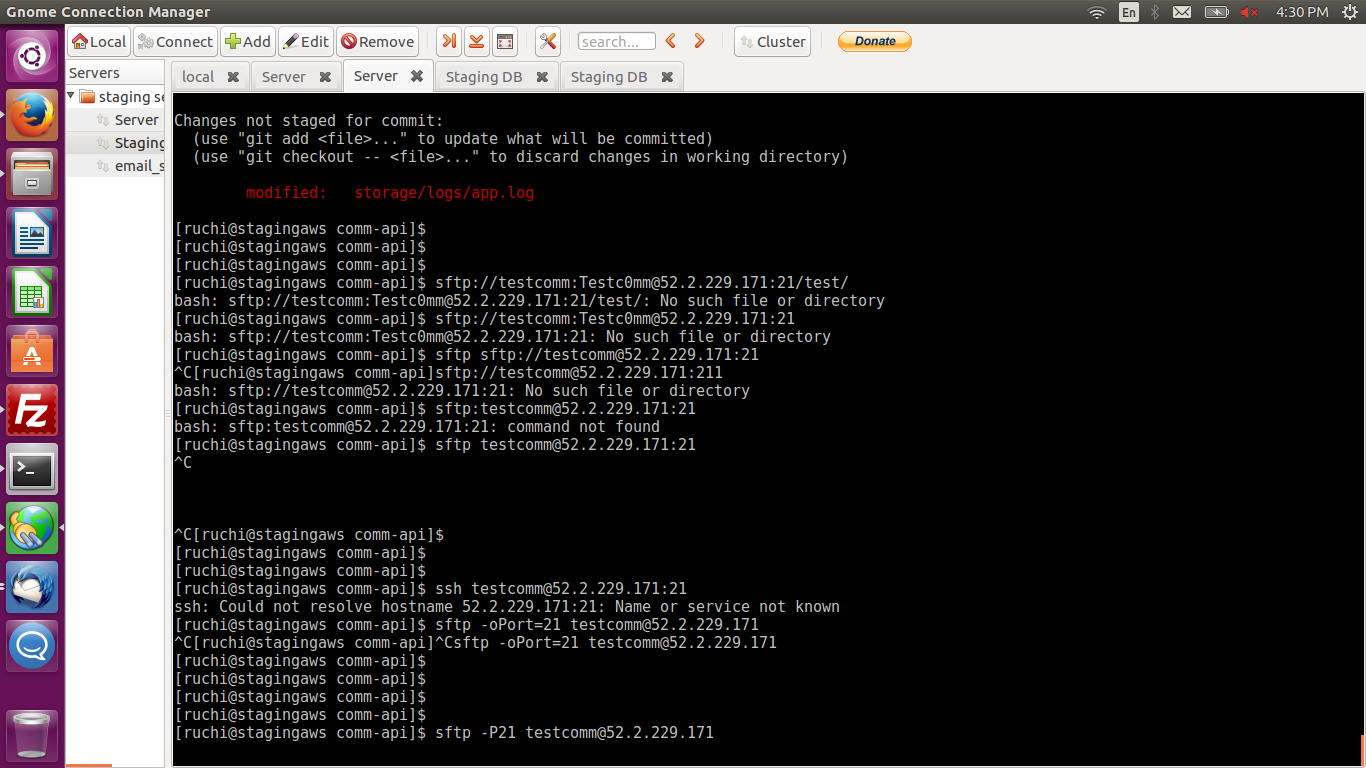 Gnome Connection Manager
En
4:30 PM
Local
Connect
Add
Edit
Remove
search...
Cluster
Donate
Servers
staging se
Server
Staging
email_s
local
Server
Server
Staging DB
Staging DB
Changes not staged for commit:
(use "git add <file>..." to update what will be committed)
(use "git checkout -- <file>..." to discard changes in working directory)
modified:   storage/logs/app.log
[ruchi@stagingaws comm-api]$
[ruchi@stagingaws comm-api]$
[ruchi@stagingaws comm-api]$
[ruchi@stagingaws comm-api]$ sftp://testcomm:Testc0mm@52.2.229.171:21/test/
bash: sftp://testcomm:Testc0mm@52.2.229.171:21/test/: No such file or directory
[ruchi@stagingaws comm-api]$ sftp://testcomm:Testc0mm@52.2.229.171:21
bash: sftp://testcomm:Testc0mm@52.2.229.171:21: No such file or directory
[ruchi@stagingaws comm-api]$ sftp sftp://testcomm@52.2.229.171:21
^C[ruchi@stagingaws comm-api]sftp://testcomm@52.2.229.171:211
bash: sftp://testcomm@52.2.229.171:21: No such file or directory
[ruchi@stagingaws comm-api]$ sftp:testcomm@52.2.229.171:21
bash: sftp:testcomm@52.2.229.171:21: command not found
[ruchi@stagingaws comm-api]$ sftp testcomm@52.2.229.171:21
^C
^C[ruchi@stagingaws comm-api]$
[ruchi@stagingaws comm-api]$
[ruchi@stagingaws comm-api]$
[ruchi@stagingaws comm-api]$ ssh testcomm@52.2.229.171:21
ssh: Could not resolve hostname 52.2.229.171:21: Name or service not known
[ruchi@stagingaws comm-api]$ sftp -oPort=21 testcomm@52.2.229.171
^C[ruchi@stagingaws comm-api]^Csftp -oPort=21 testcomm@52.2.229.171
[ruchi@stagingaws comm-api]$
[ruchi@stagingaws comm-api]$
[ruchi@stagingaws comm-api]$
[ruchi@stagingaws comm-api]$
[ruchi@stagingaws comm-api]$ sftp -P21 testcomm@52.2.229.171